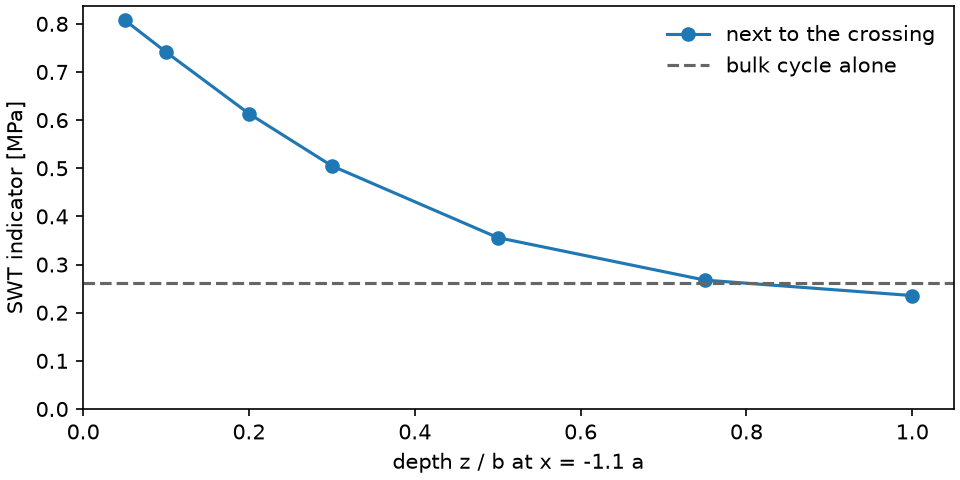 next to the crossing
bulk cycle alone
SWT indicator [MPa]
0.8
0.7
0.6
0.5
0.4
0.3
0.2
0.1
0.0
0.0 0.2 0.4 0.6 0.8 1.0
depth z / b at x = -1.1 a